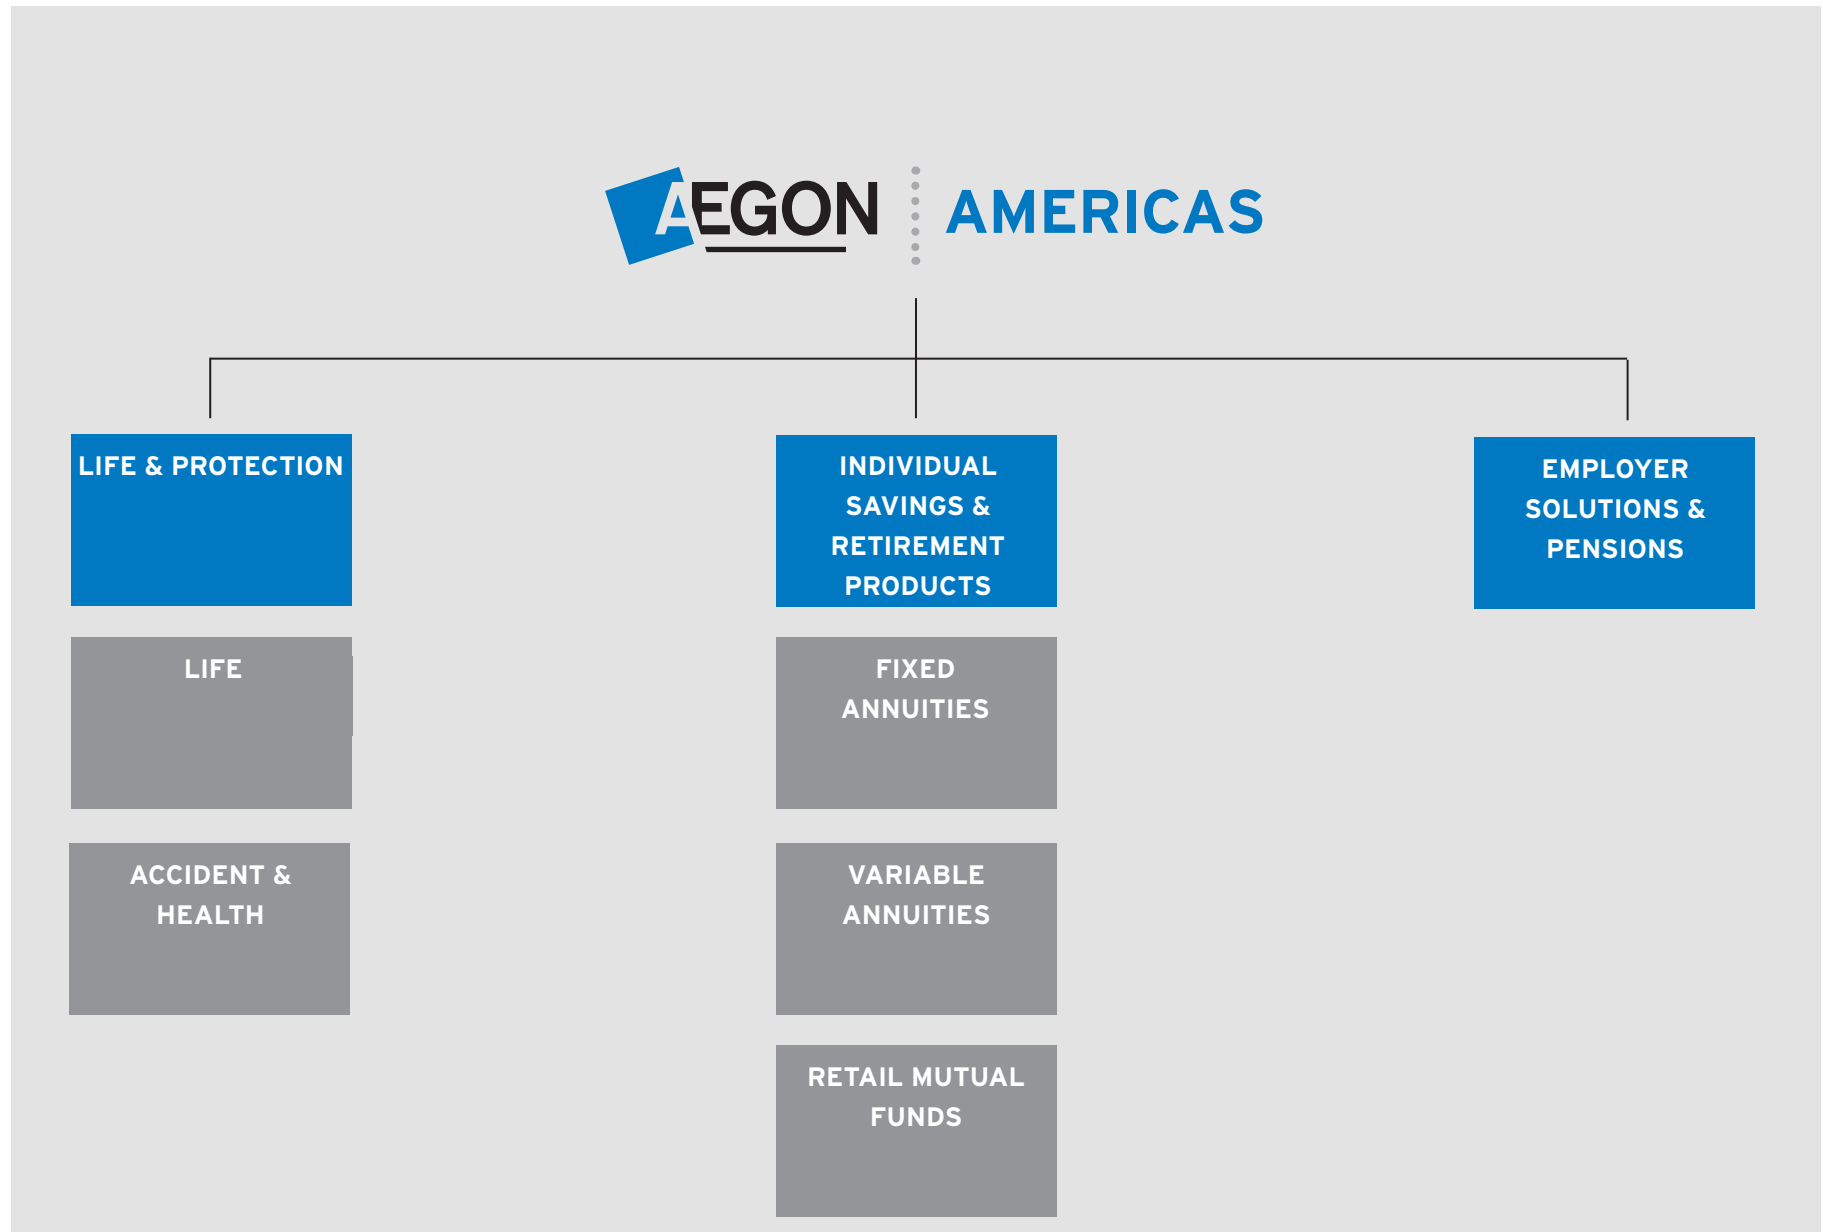 AEGON AMERICAS
LIFE & PROTECTION
INDIVIDUAL
SAVINGS &
RETIREMENT
PRODUCTS
EMPLOYER
SOLUTIONS &
PENSIONS
LIFE
ACCIDENT &
HEALTH
FIXED
ANNUITIES
VARIABLE
ANNUITIES
RETAIL MUTUAL
FUNDS